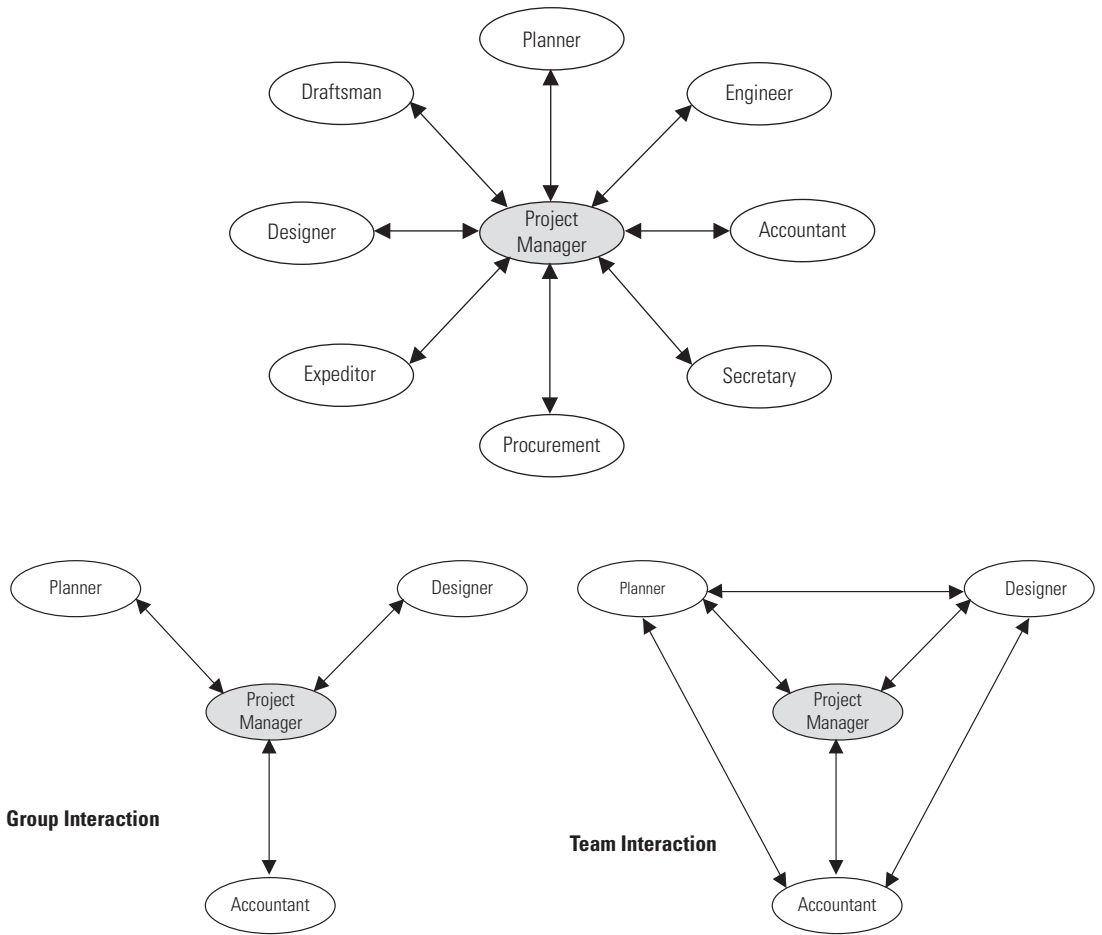 Planner
Draftsman
Engineer
Project
Manager
Designer
Accountant
Expeditor
Secretary
Procurement
Planner
Designer
Project
Manager
Group Interaction
Accountant
Planner
Designer
Project
Manager
Team Interaction
Accountant